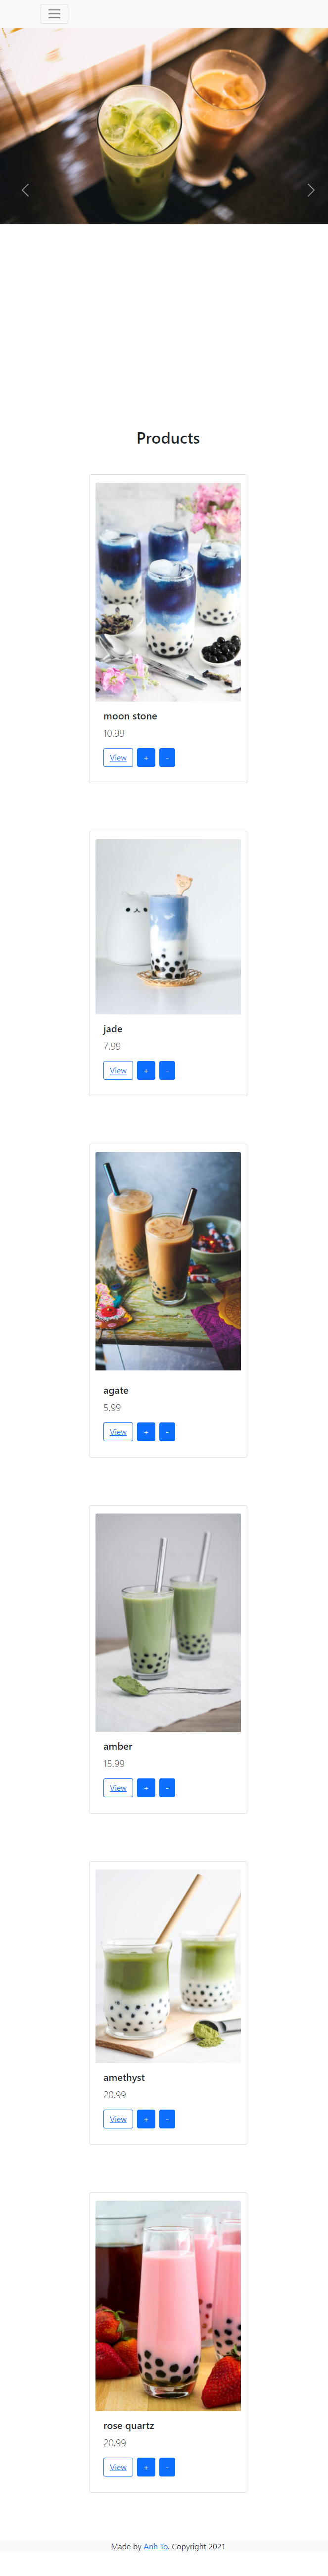 Products
moon stone
10.99
View + -
jade
7.99
View + -
agate
5.99
View + -
amber
15.99
View + -
amethyst
20.99
View + -
rose quartz
20.99
View + -
Made by Anh To. Copyright 2021